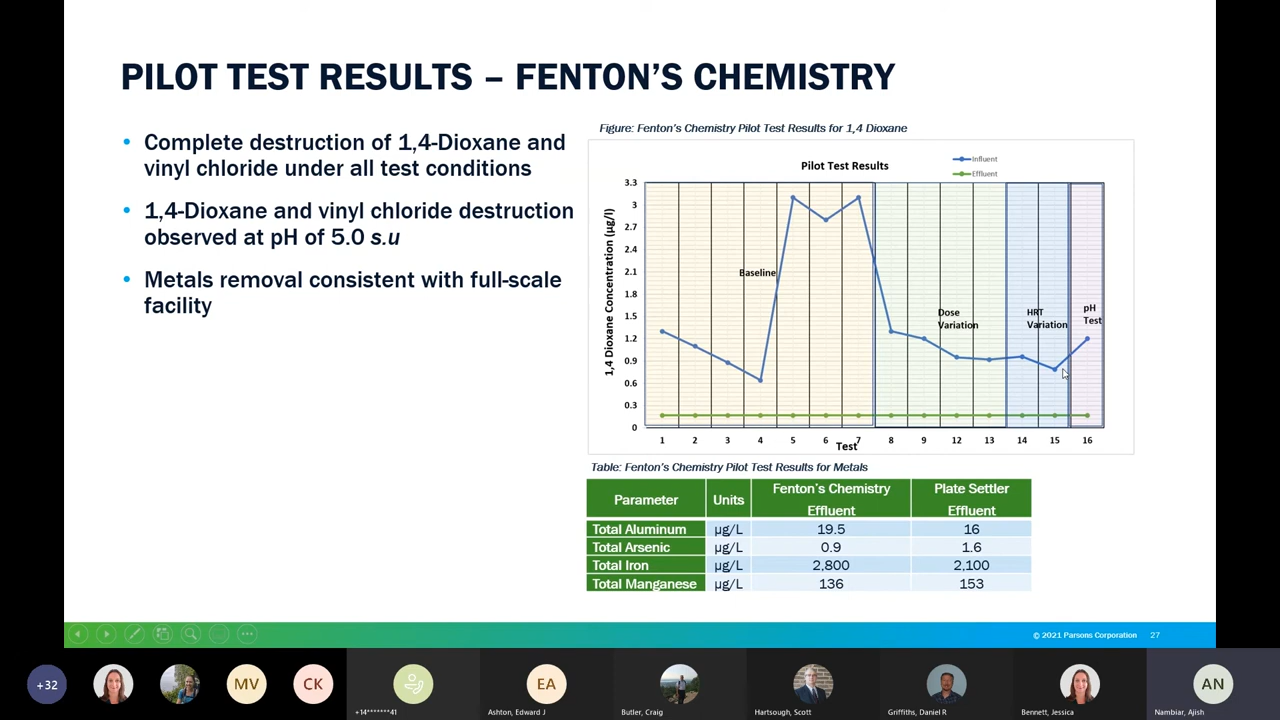 PILOT TEST RESULTS – FENTON'S CHEMISTRY
• Complete destruction of 1,4-Dioxane and
vinyl chloride under all test conditions
• 1,4-Dioxane and vinyl chloride destruction
observed at pH of 5.0 s.u
• Metals removal consistent with full-scale
facility
Figure: Fenton's Chemistry Pilot Test Results for 1,4 Dioxane
Pilot Test Results
Influent
Effluent
1,4 Dioxane Concentration (µg/l)
3.3
3
2.7
2.4
2.1
1.8
1.5
1.2
0.9
0.6
0.3
0
Baseline
Dose
Variation
HRT
Variation
pH
Test
1 2 3 4 5 6 7 8 9 12 13 14 15 16
Test
Table: Fenton's Chemistry Pilot Test Results for Metals
Parameter Units Fenton's Chemistry Effluent Plate Settler Effluent
Total Aluminum µg/L 19.5 16
Total Arsenic µg/L 0.9 1.6
Total Iron µg/L 2,800 2,100
Total Manganese µg/L 136 153
© 2021 Parsons Corporation 27
+32
MV
CK
+14*******41
EA
Ashton, Edward J
Butler, Craig
Hartsough, Scott
Griffiths, Daniel R
Bennett, Jessica
AN
Nambiar, Ajish